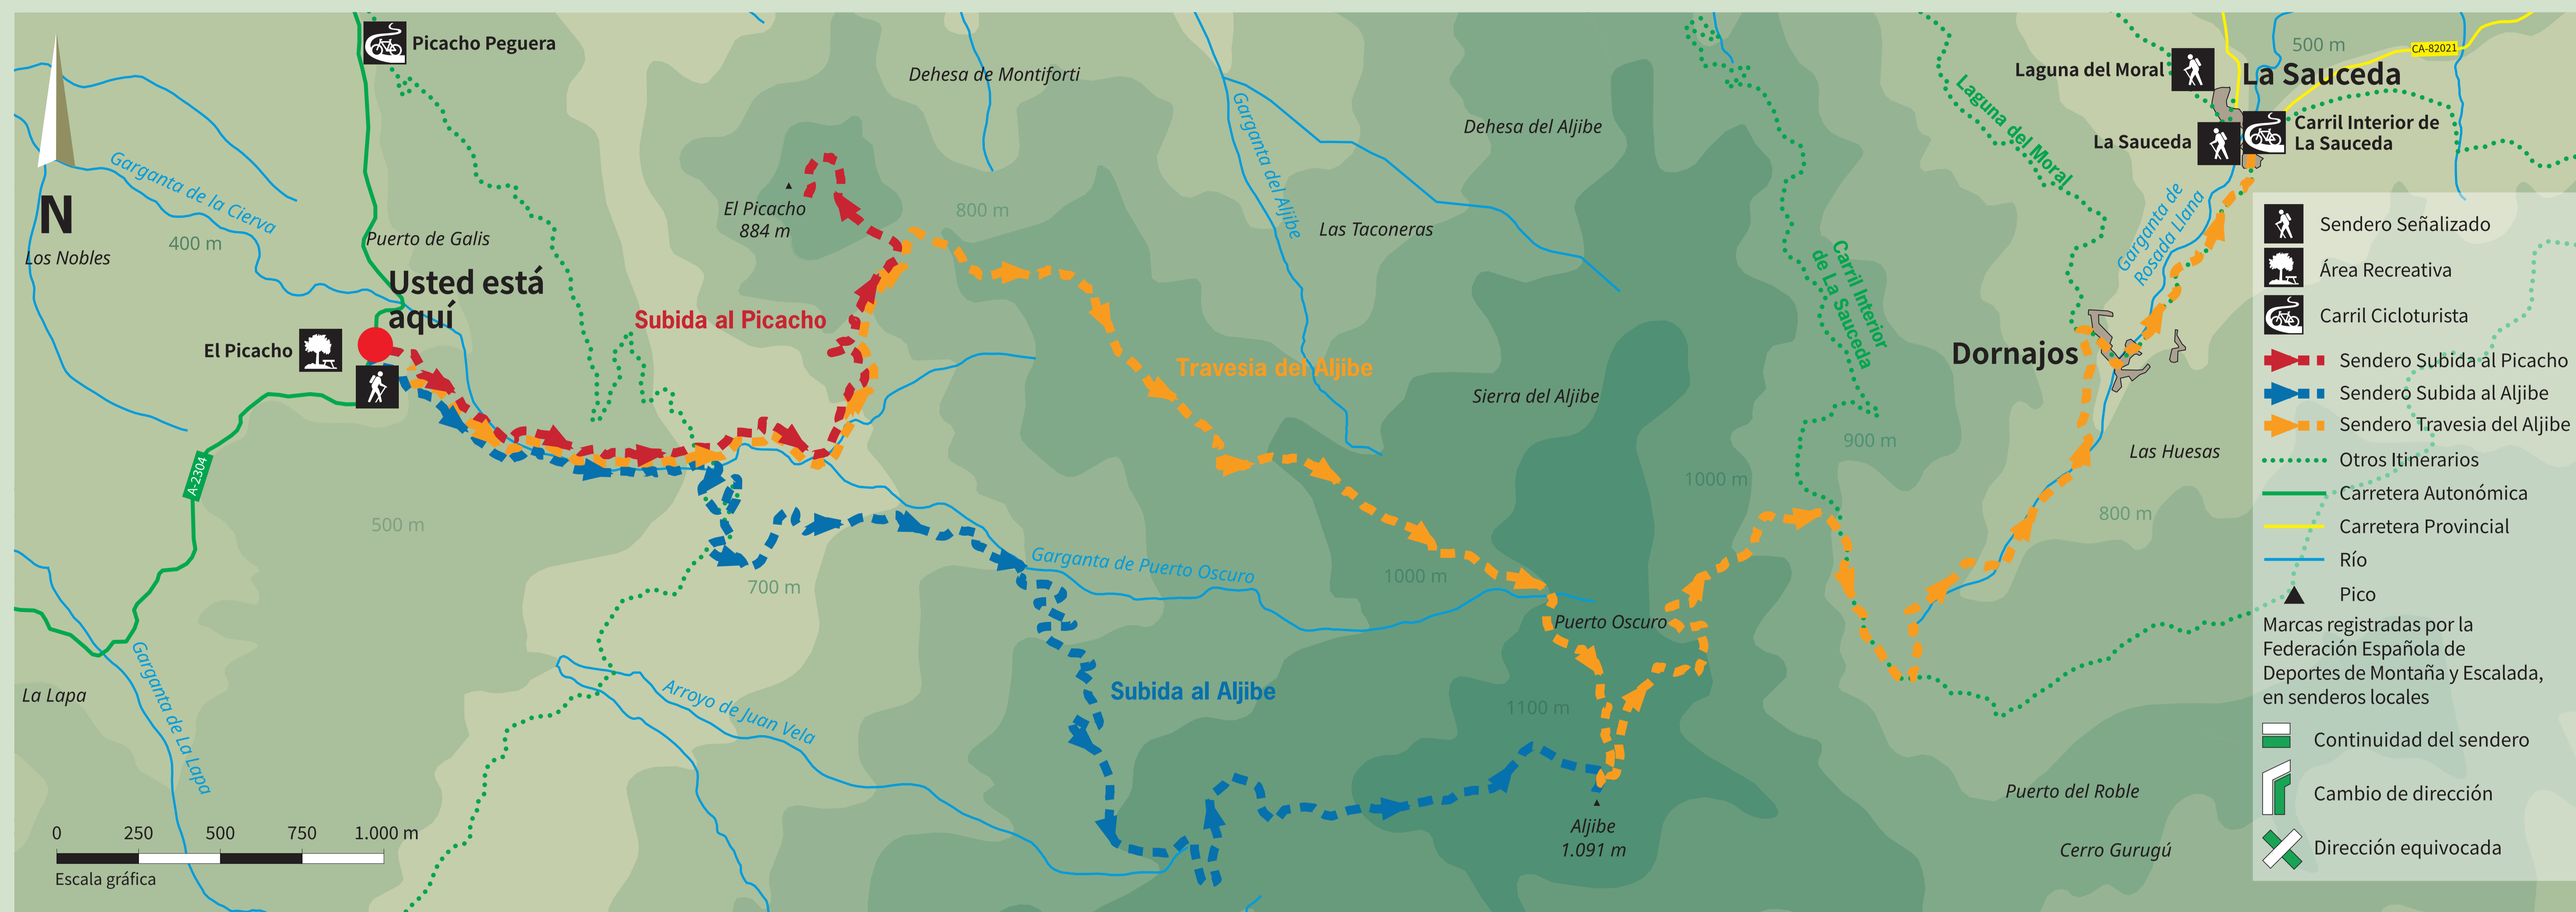 Picacho Peguera
Dehesa de Montiforti
Garganta de la Cierva
400 m
N
Los Nobles
Puerto de Galis
Usted está
aquí
El Picacho
A-2304
500 m
La Lapa
Garganta de La Lapa
0 250 500 750 1.000 m
Escala gráfica
El Picacho
884 m
800 m
Subida al Picacho
Garganta del Aljibe
Dehesa del Aljibe
Las Taconeras
Travesia del Aljibe
Sierra del Aljibe
700 m
Garganta de Puerto Oscuro
Arroyo de Juan Vela
Subida al Aljibe
1000 m
1000 m
900 m
Puerto Oscuro
1100 m
Aljibe
1.091 m
Carril Interior
de La Sauceda
Laguna del Moral
Laguna del Moral
La Sauceda
500 m
CA-82021
La Sauceda
Carril Interior de
La Sauceda
Garganta de
Rosada Llana
Dornajos
Las Huesas
800 m
Puerto del Roble
Cerro Gurugú
Sendero Señalizado
Área Recreativa
Carril Cicloturista
Sendero Subida al Picacho
Sendero Subida al Aljibe
Sendero Travesia del Aljibe
Otros Itinerarios
Carretera Autonómica
Carretera Provincial
Río
Pico
Marcas registradas por la
Federación Española de
Deportes de Montaña y Escalada,
en senderos locales
Continuidad del sendero
Cambio de dirección
Dirección equivocada